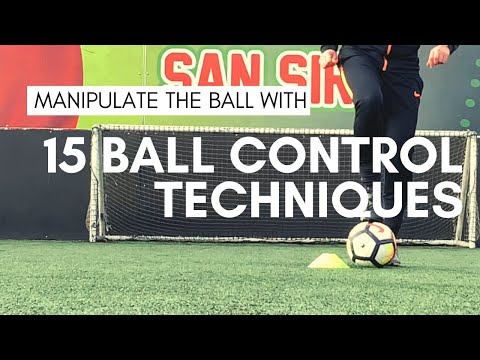 SAN SIR
MANIPULATE THE BALL WITH
15 BALL CONTROL
TECHNIQUES